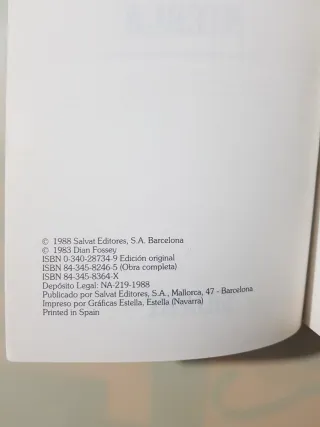 © 1988 Salvat Editores, S.A. Barcelona
© 1983 Dian Fossey
ISBN 0-340-28734-9 Edición original
ISBN 84-345-8246-5 (Obra completa)
ISBN 84-345-8364-X
Depósito Legal: NA-219-1988
Publicado por Salvat Editores, S.A., Mallorca, 47 - Barcelona
Impreso por Gráficas Estella, Estella (Navarra)
Printed in Spain